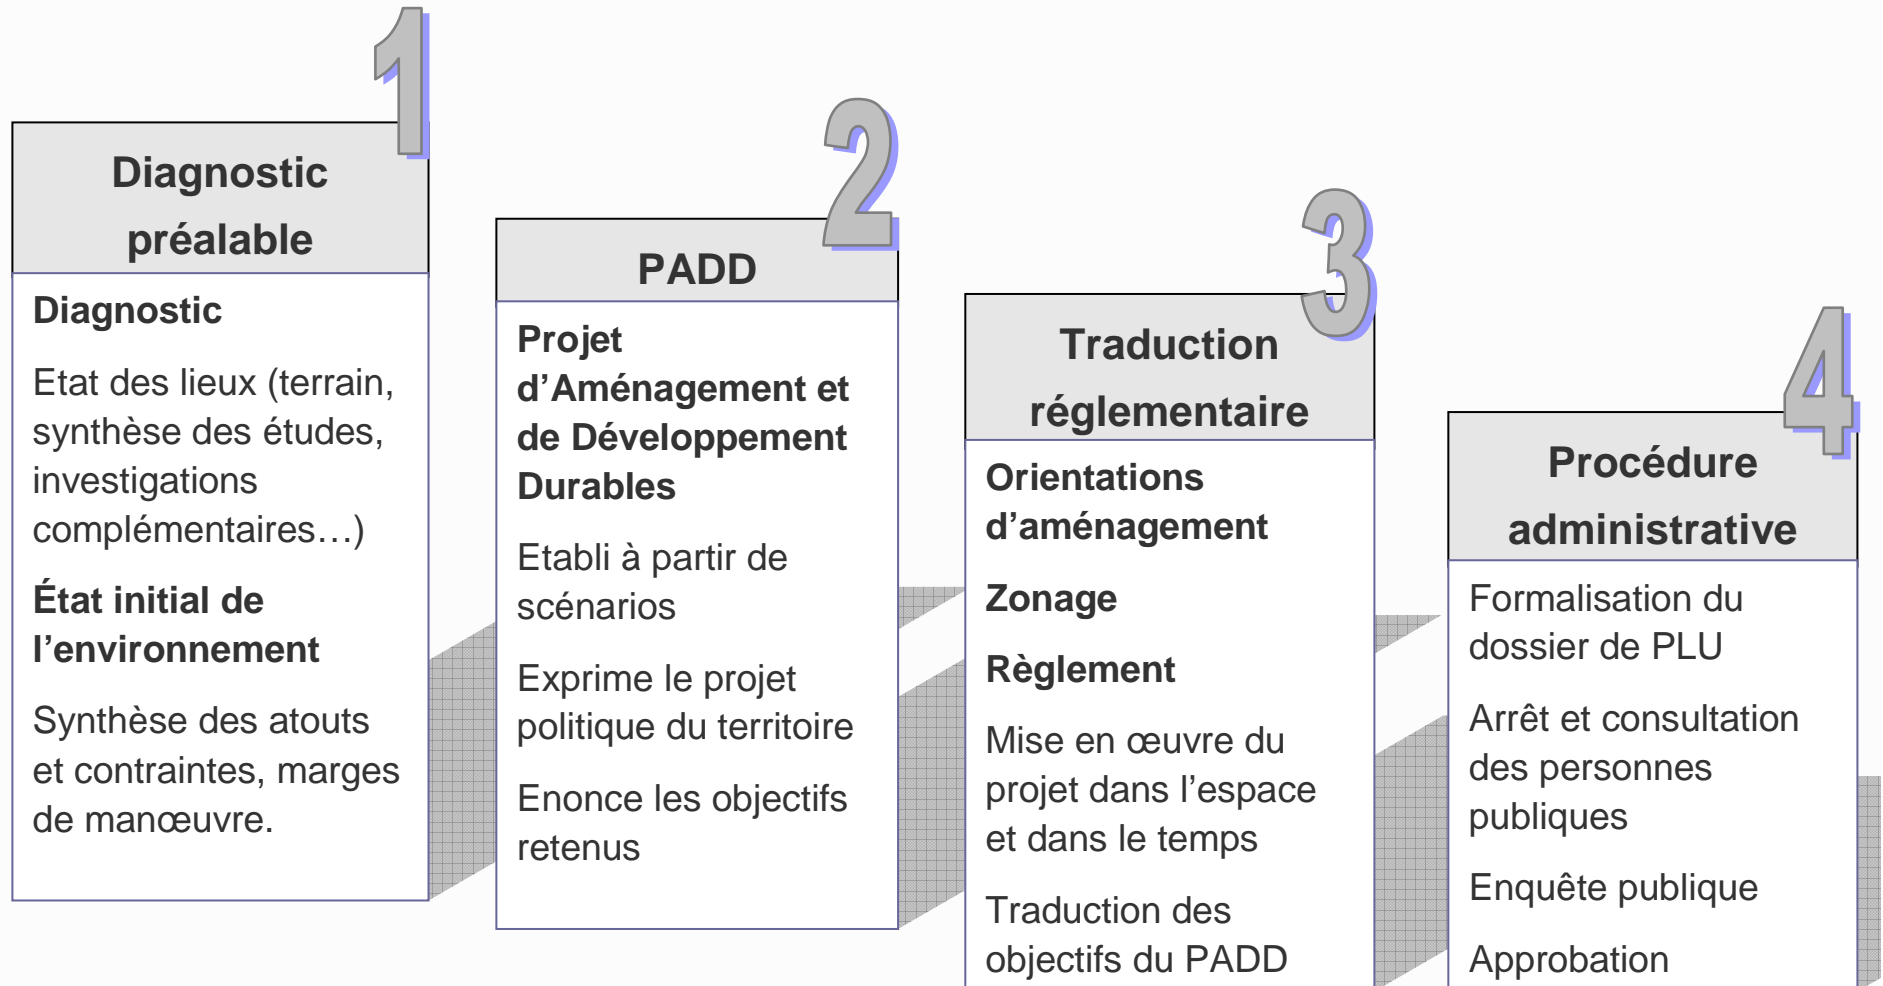 1
Diagnostic
préalable
Diagnostic
Etat des lieux (terrain,
synthèse des études,
investigations
complémentaires…)
État initial de
l’environnement
Synthèse des atouts
et contraintes, marges
de manœuvre.
2
PADD
Projet
d’Aménagement et
de Développement
Durables
Etabli à partir de
scénarios
Exprime le projet
politique du territoire
Enonce les objectifs
retenus
3
Traduction
réglementaire
Orientations
d’aménagement
Zonage
Règlement
Mise en œuvre du
projet dans l’espace
et dans le temps
Traduction des
objectifs du PADD
4
Procédure
administrative
Formalisation du
dossier de PLU
Arrêt et consultation
des personnes
publiques
Enquête publique
Approbation